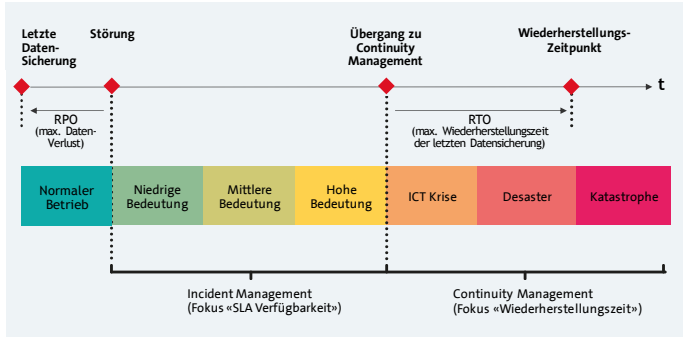 Letzte
Daten-
Sicherung
Störung
Übergang zu
Continuity
Management
Wiederherstellungs-
Zeitpunkt
t
RPO
(max. Daten-
Verlust)
RTO
(max. Wiederherstellungszeit
der letzten Datensicherung)
Normaler
Betrieb
Niedrige
Bedeutung
Mittlere
Bedeutung
Hohe
Bedeutung
ICT Krise
Desaster
Katastrophe
Incident Management
(Fokus «SLA Verfügbarkeit»)
Continuity Management
(Fokus «Wiederherstellungszeit»)